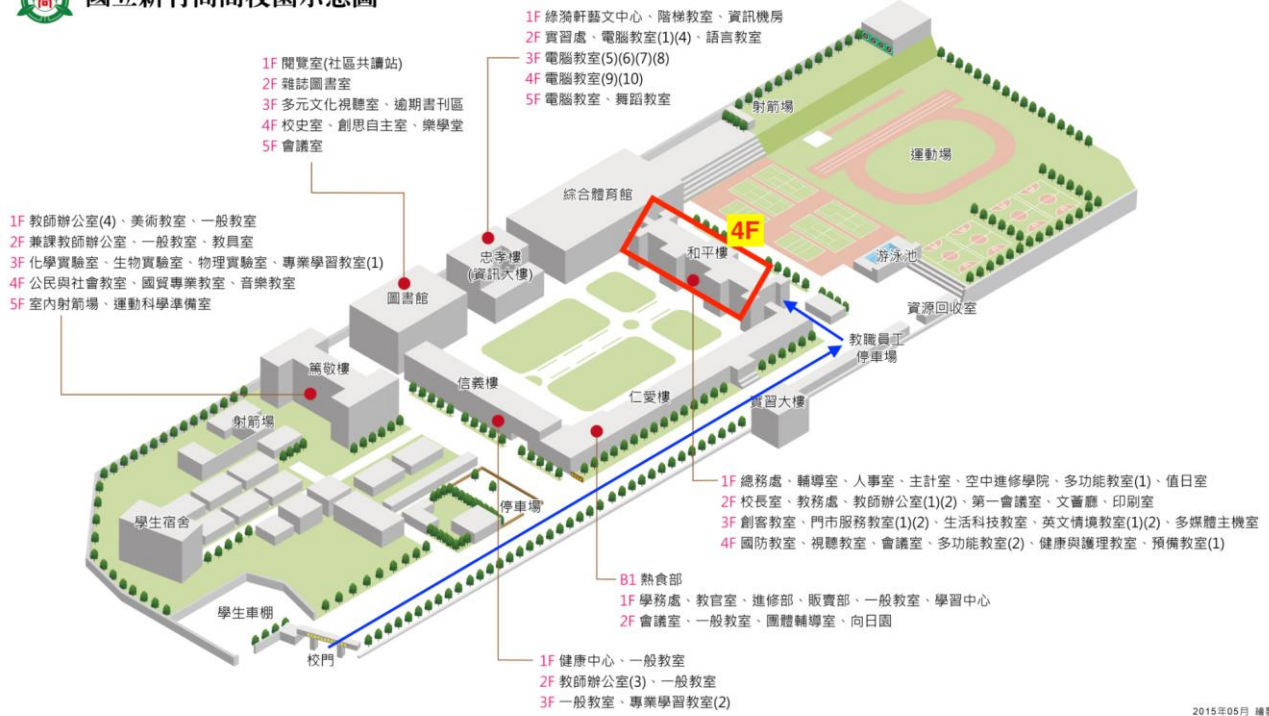 國立新竹高商校園示意圖
1F 綠漪軒藝文中心、階梯教室、資訊機房
2F 實習處、電腦教室(1)(4)、語言教室
3F 電腦教室(5)(6)(7)(8)
4F 電腦教室(9)(10)
5F 電腦教室、舞蹈教室
1F 閱覽室(社區共讀站)
2F 雜誌圖書室
3F 多元文化視聽室、逾期書刊區
4F 校史室、創思自主室、樂學堂
5F 會議室
1F 教師辦公室(4)、美術教室、一般教室
2F 兼課教師辦公室、一般教室、教具室
3F 化學實驗室、生物實驗室、物理實驗室、專業學習教室(1)
4F 公民與社會教室、國貿專業教室、音樂教室
5F 室內射箭場、運動科學準備室
射箭場
運動場
綜合體育館
4F
和平樓
忠孝樓
(資訊大樓)
游泳池
圖書館
資源回收室
教職員工
停車場
篤敬樓
信義樓
仁愛樓
實習大樓
射箭場
停車場
學生宿舍
學生車棚
校門
1F 總務處、輔導室、人事室、主計室、空中進修學院、多功能教室(1)、值日室
2F 校長室、教務處、教師辦公室(1)(2)、第一會議室、文薈廳、印刷室
3F 創客教室、門市服務教室(1)(2)、生活科技教室、英文情境教室(1)(2)、多媒體主機室
4F 國防教室、視聽教室、會議室、多功能教室(2)、健康與護理教室、預備教室(1)
B1 熱食部
1F 學務處、教官室、進修部、販賣部、一般教室、學習中心
2F 會議室、一般教室、團體輔導室、向日園
1F 健康中心、一般教室
2F 教師辦公室(3)、一般教室
3F 一般教室、專業學習教室(2)
2015年05月 繪製